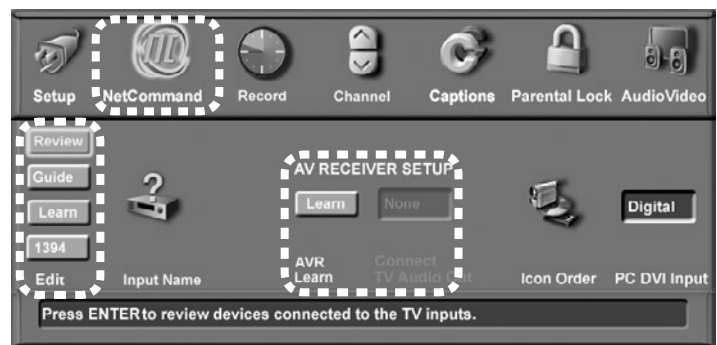 Setup NetCommand Record Channel Captions Parental Lock AudioVideo
Review
Guide
Learn
1394
Edit
Input Name
AV RECEIVER SETUP
Learn None
AVR
Learn
Connect
TV Audio Out
Icon Order
Digital
PC DVI Input
Press ENTER to review devices connected to the TV inputs.